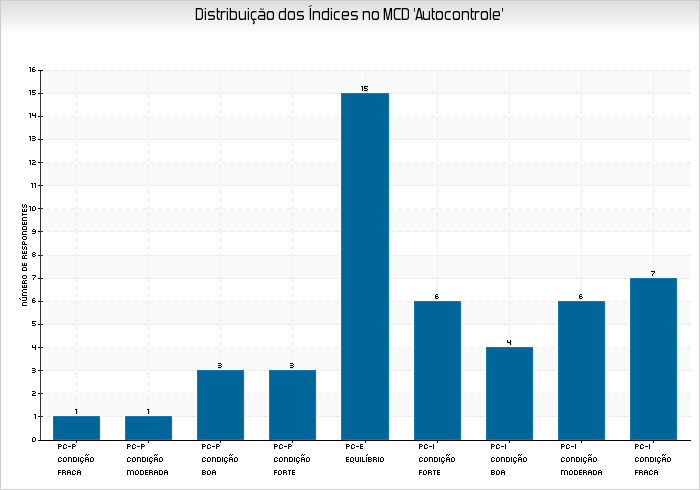 Distribuição dos Índices no MCD 'Autocontrole'
NÚMERO DE RESPONDENTES
16
15
14
13
12
11
10
9
8
7
6
5
4
3
2
1
0
1
1
3
3
15
6
4
6
7
PC-P CONDIÇÃO FRACA
PC-P CONDIÇÃO MODERADA
PC-P CONDIÇÃO BOA
PC-P CONDIÇÃO FORTE
PC-E EQUILÍBRIO
PC-I CONDIÇÃO FORTE
PC-I CONDIÇÃO BOA
PC-I CONDIÇÃO MODERADA
PC-I CONDIÇÃO FRACA